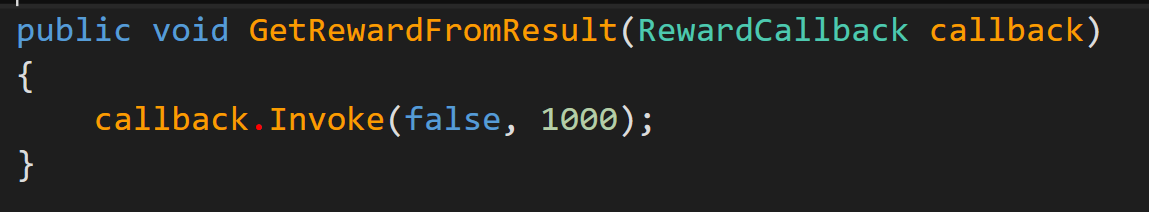 public void GetRewardFromResult(RewardCallback callback)
{
    callback.Invoke(false, 1000);
}